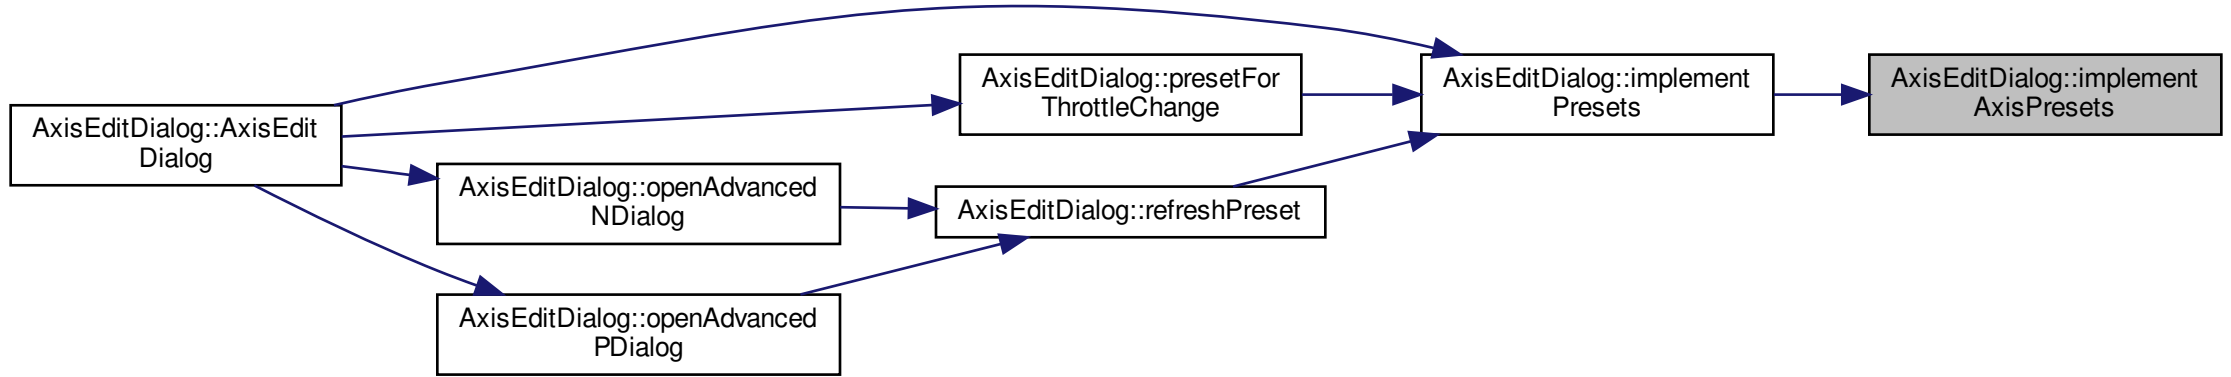 AxisEditDialog::AxisEdit
Dialog
AxisEditDialog::presetFor
ThrottleChange
AxisEditDialog::openAdvanced
NDialog
AxisEditDialog::openAdvanced
PDialog
AxisEditDialog::refreshPreset
AxisEditDialog::implement
Presets
AxisEditDialog::implement
AxisPresets